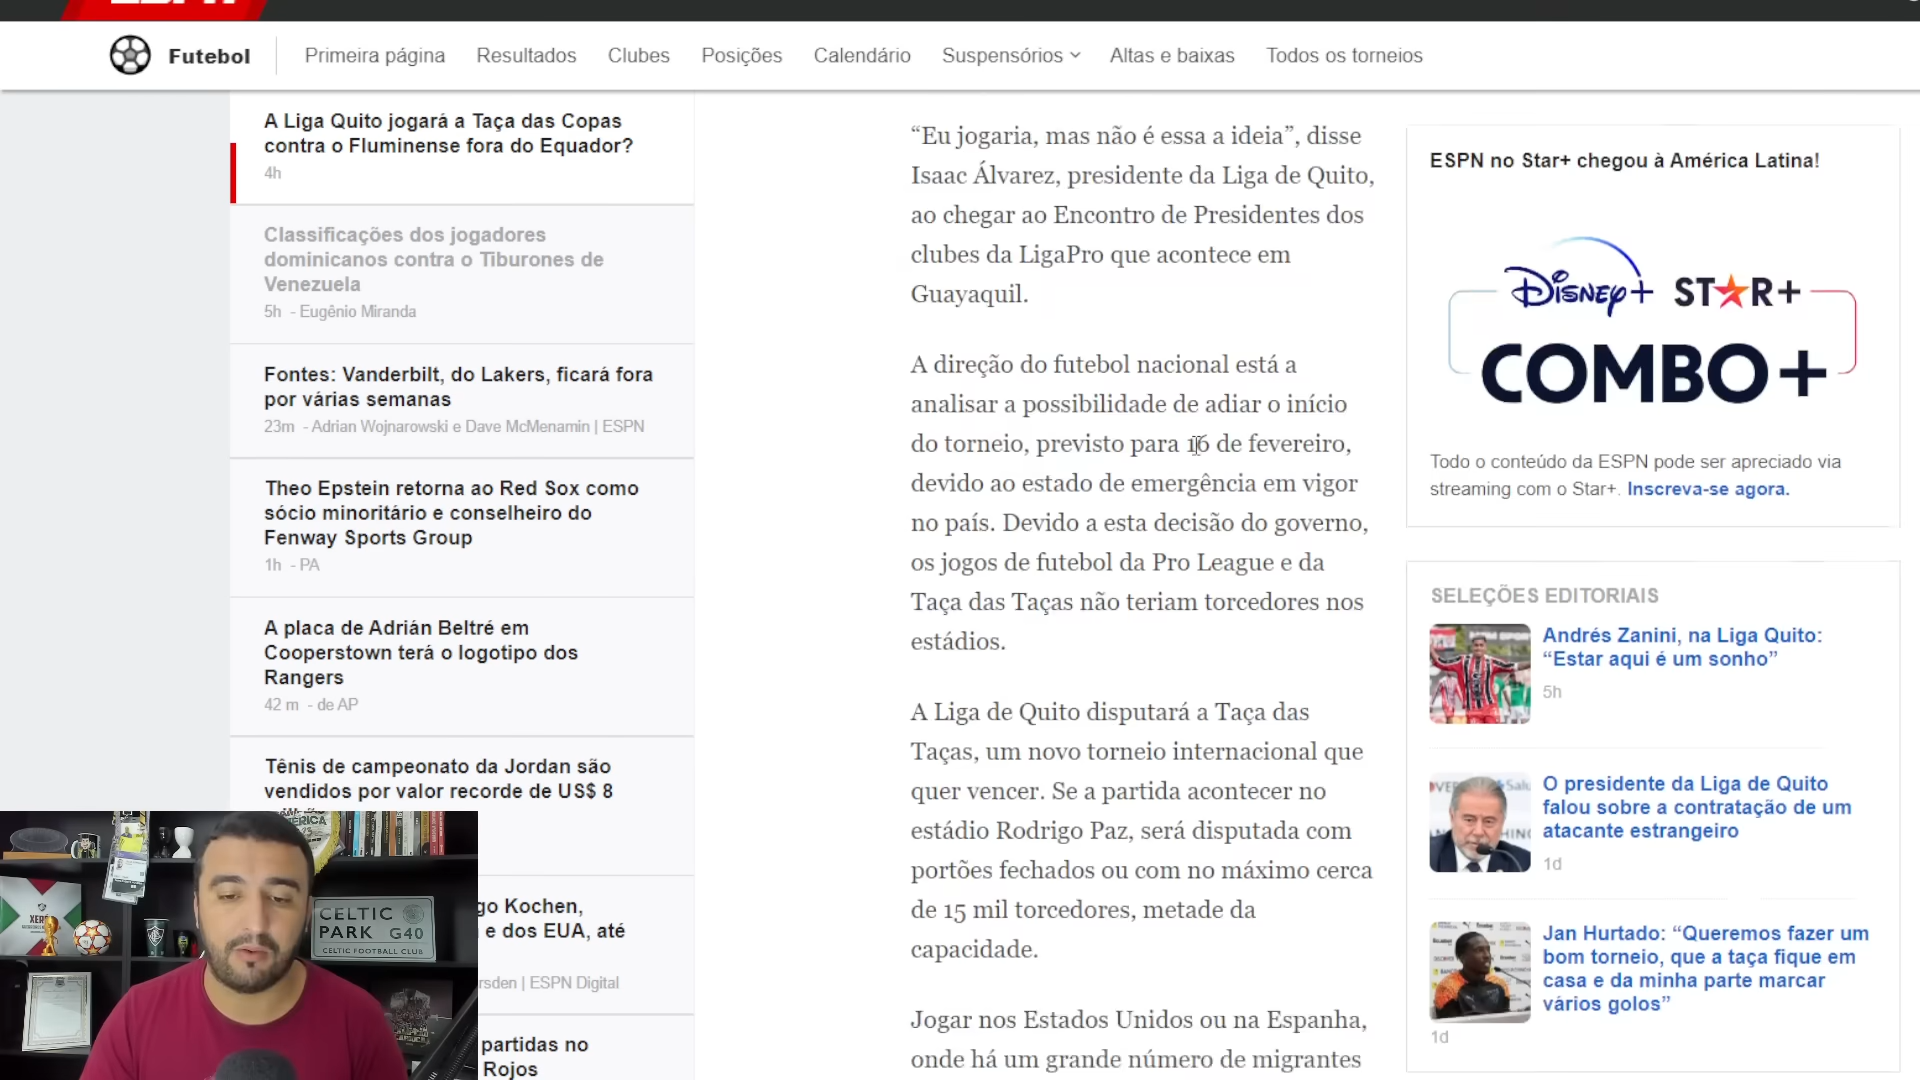 Futebol
Primeira página
Resultados
Clubes
Posições
Calendário
Suspensórios
Altas e baixas
Todos os torneios
A Liga Quito jogará a Taça das Copas
contra o Fluminense fora do Equador?
4h
Classificações dos jogadores
dominicanos contra o Tiburones de
Venezuela
5h - Eugênio Miranda
Fontes: Vanderbilt, do Lakers, ficará fora
por várias semanas
23m - Adrian Wojnarowski e Dave McMenamin | ESPN
Theo Epstein retorna ao Red Sox como
sócio minoritário e conselheiro do
Fenway Sports Group
1h - PA
A placa de Adrián Beltré em
Cooperstown terá o logotipo dos
Rangers
42 m - de AP
Tênis de campeonato da Jordan são
vendidos por valor recorde de US$ 8
go Kochen,
e dos EUA, até
rsden | ESPN Digital
partidas no
Rojos
“Eu jogaria, mas não é essa a ideia”, disse
Isaac Álvarez, presidente da Liga de Quito,
ao chegar ao Encontro de Presidentes dos
clubes da LigaPro que acontece em
Guayaquil.
A direção do futebol nacional está a
analisar a possibilidade de adiar o início
do torneio, previsto para 16 de fevereiro,
devido ao estado de emergência em vigor
no país. Devido a esta decisão do governo,
os jogos de futebol da Pro League e da
Taça das Taças não teriam torcedores nos
estádios.
A Liga de Quito disputará a Taça das
Taças, um novo torneio internacional que
quer vencer. Se a partida acontecer no
estádio Rodrigo Paz, será disputada com
portões fechados ou com no máximo cerca
de 15 mil torcedores, metade da
capacidade.
Jogar nos Estados Unidos ou na Espanha,
onde há um grande número de migrantes
ESPN no Star+ chegou à América Latina!
Disney+ STAR+
COMBO+
Todo o conteúdo da ESPN pode ser apreciado via
streaming com o Star+. Inscreva-se agora.
SELEÇÕES EDITORIAIS
Andrés Zanini, na Liga Quito:
“Estar aqui é um sonho”
5h
O presidente da Liga de Quito
falou sobre a contratação de um
atacante estrangeiro
1d
Jan Hurtado: “Queremos fazer um
bom torneio, que a taça fique em
casa e da minha parte marcar
vários golos”
1d
CELTIC
PARK G40
CELTIC FOOTBALL CLUB